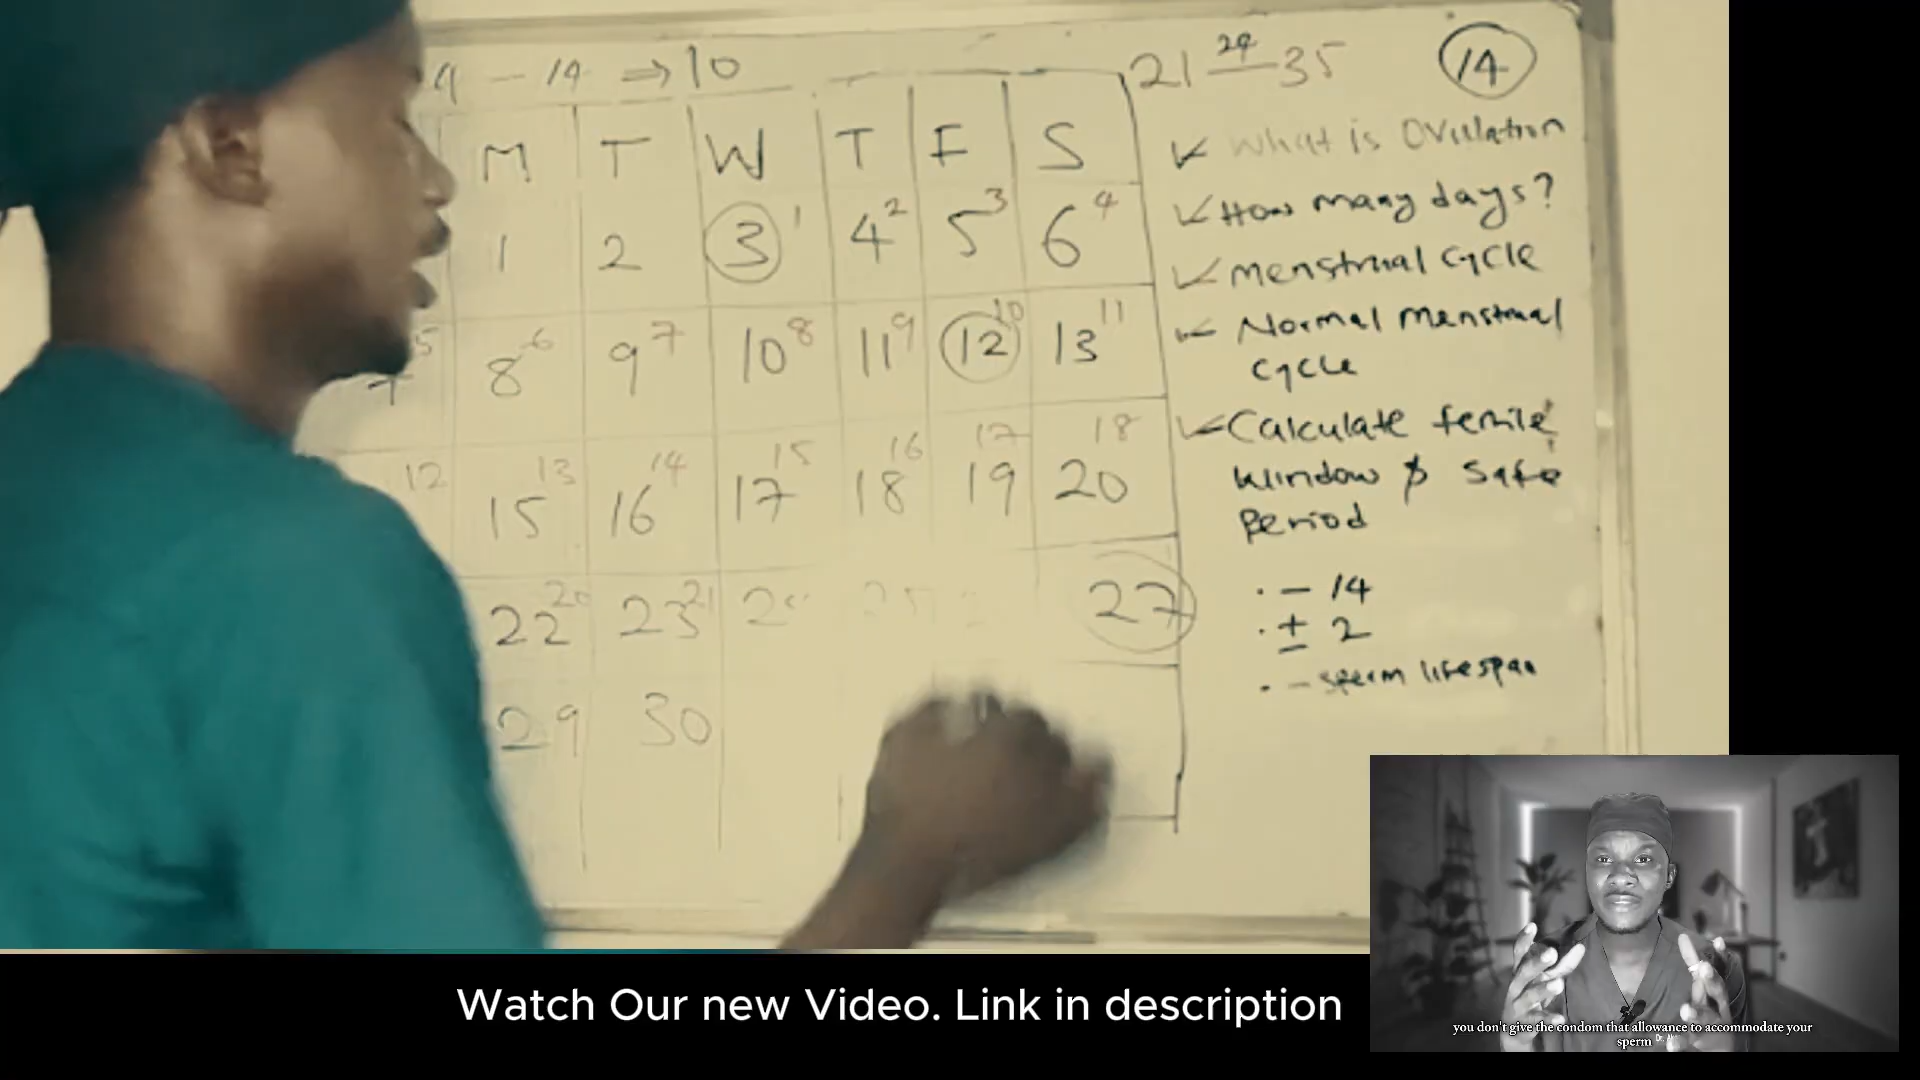 4 - 14 ⇒ 10
21 - 35
14
M T W T F S
1 2 3 1 4 2 5 3 6 4
7 5 8 6 9 7 10 8 11 9 12 10 13 11
12 15 13 16 14 17 15 18 16 19 17 20 18
22 20 23 21 27
29 30
✓ What is Ovulation
✓ How many days?
✓ Menstrual cycle
✓ Normal menstrual
cycle
✓ Calculate fertile
window & Safe
Period
· - 14
· ± 2
· - sperm lifespan
Watch Our new Video. Link in description
you don't give the condom that allowance to accommodate your
sperm